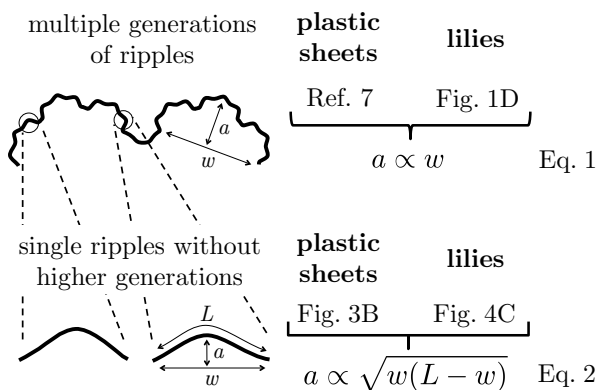 multiple generations
of ripples
plastic
sheets
lilies
Ref. 7
Fig. 1D
a
w
a ∝ w
Eq. 1
single ripples without
higher generations
plastic
sheets
lilies
Fig. 3B
Fig. 4C
L
a
w
a ∝ √w(L − w)
Eq. 2